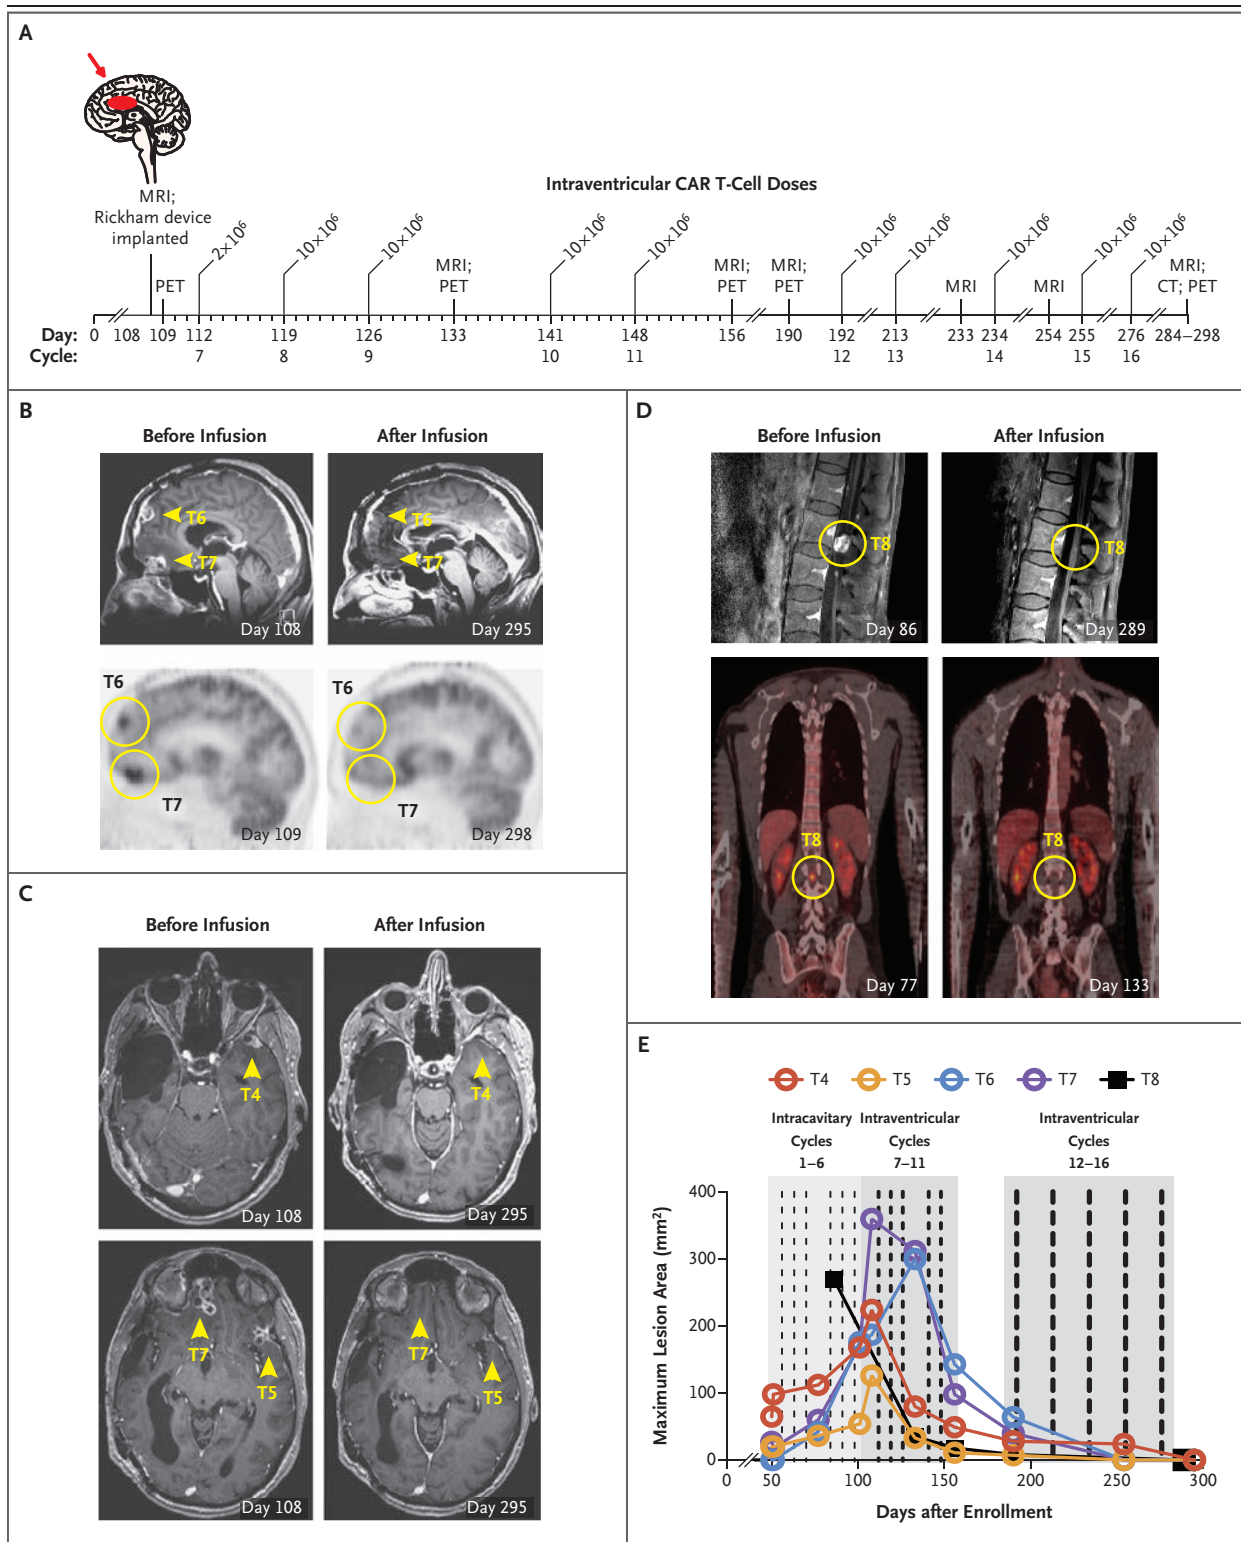 A
MRI;
Rickham device
implanted
Intraventricular CAR T-Cell Doses
2×10⁶
10×10⁶
10×10⁶
10×10⁶
10×10⁶
10×10⁶
10×10⁶
10×10⁶
10×10⁶
10×10⁶
PET
MRI;
PET
MRI;
PET
MRI;
PET
MRI
MRI
MRI;
CT; PET
Day: 0 108 109 112 119 126 133 141 148 156 190 192 213 233 234 254 255 276 284–298
Cycle: 7 8 9 10 11 12 13 14 15 16
B
Before Infusion
After Infusion
T6
T7
Day 108
T6
T7
Day 295
T6
T7
Day 109
T6
T7
Day 298
C
Before Infusion
After Infusion
T4
Day 108
T4
Day 295
T7
T5
Day 108
T7
T5
Day 295
D
Before Infusion
After Infusion
T8
Day 86
T8
Day 289
T8
Day 77
T8
Day 133
E
T4 T5 T6 T7 T8
Intracavitary
Cycles
1–6
Intraventricular
Cycles
7–11
Intraventricular
Cycles
12–16
Maximum Lesion Area (mm²)
400
300
200
100
0
0 50 100 150 200 250 300
Days after Enrollment